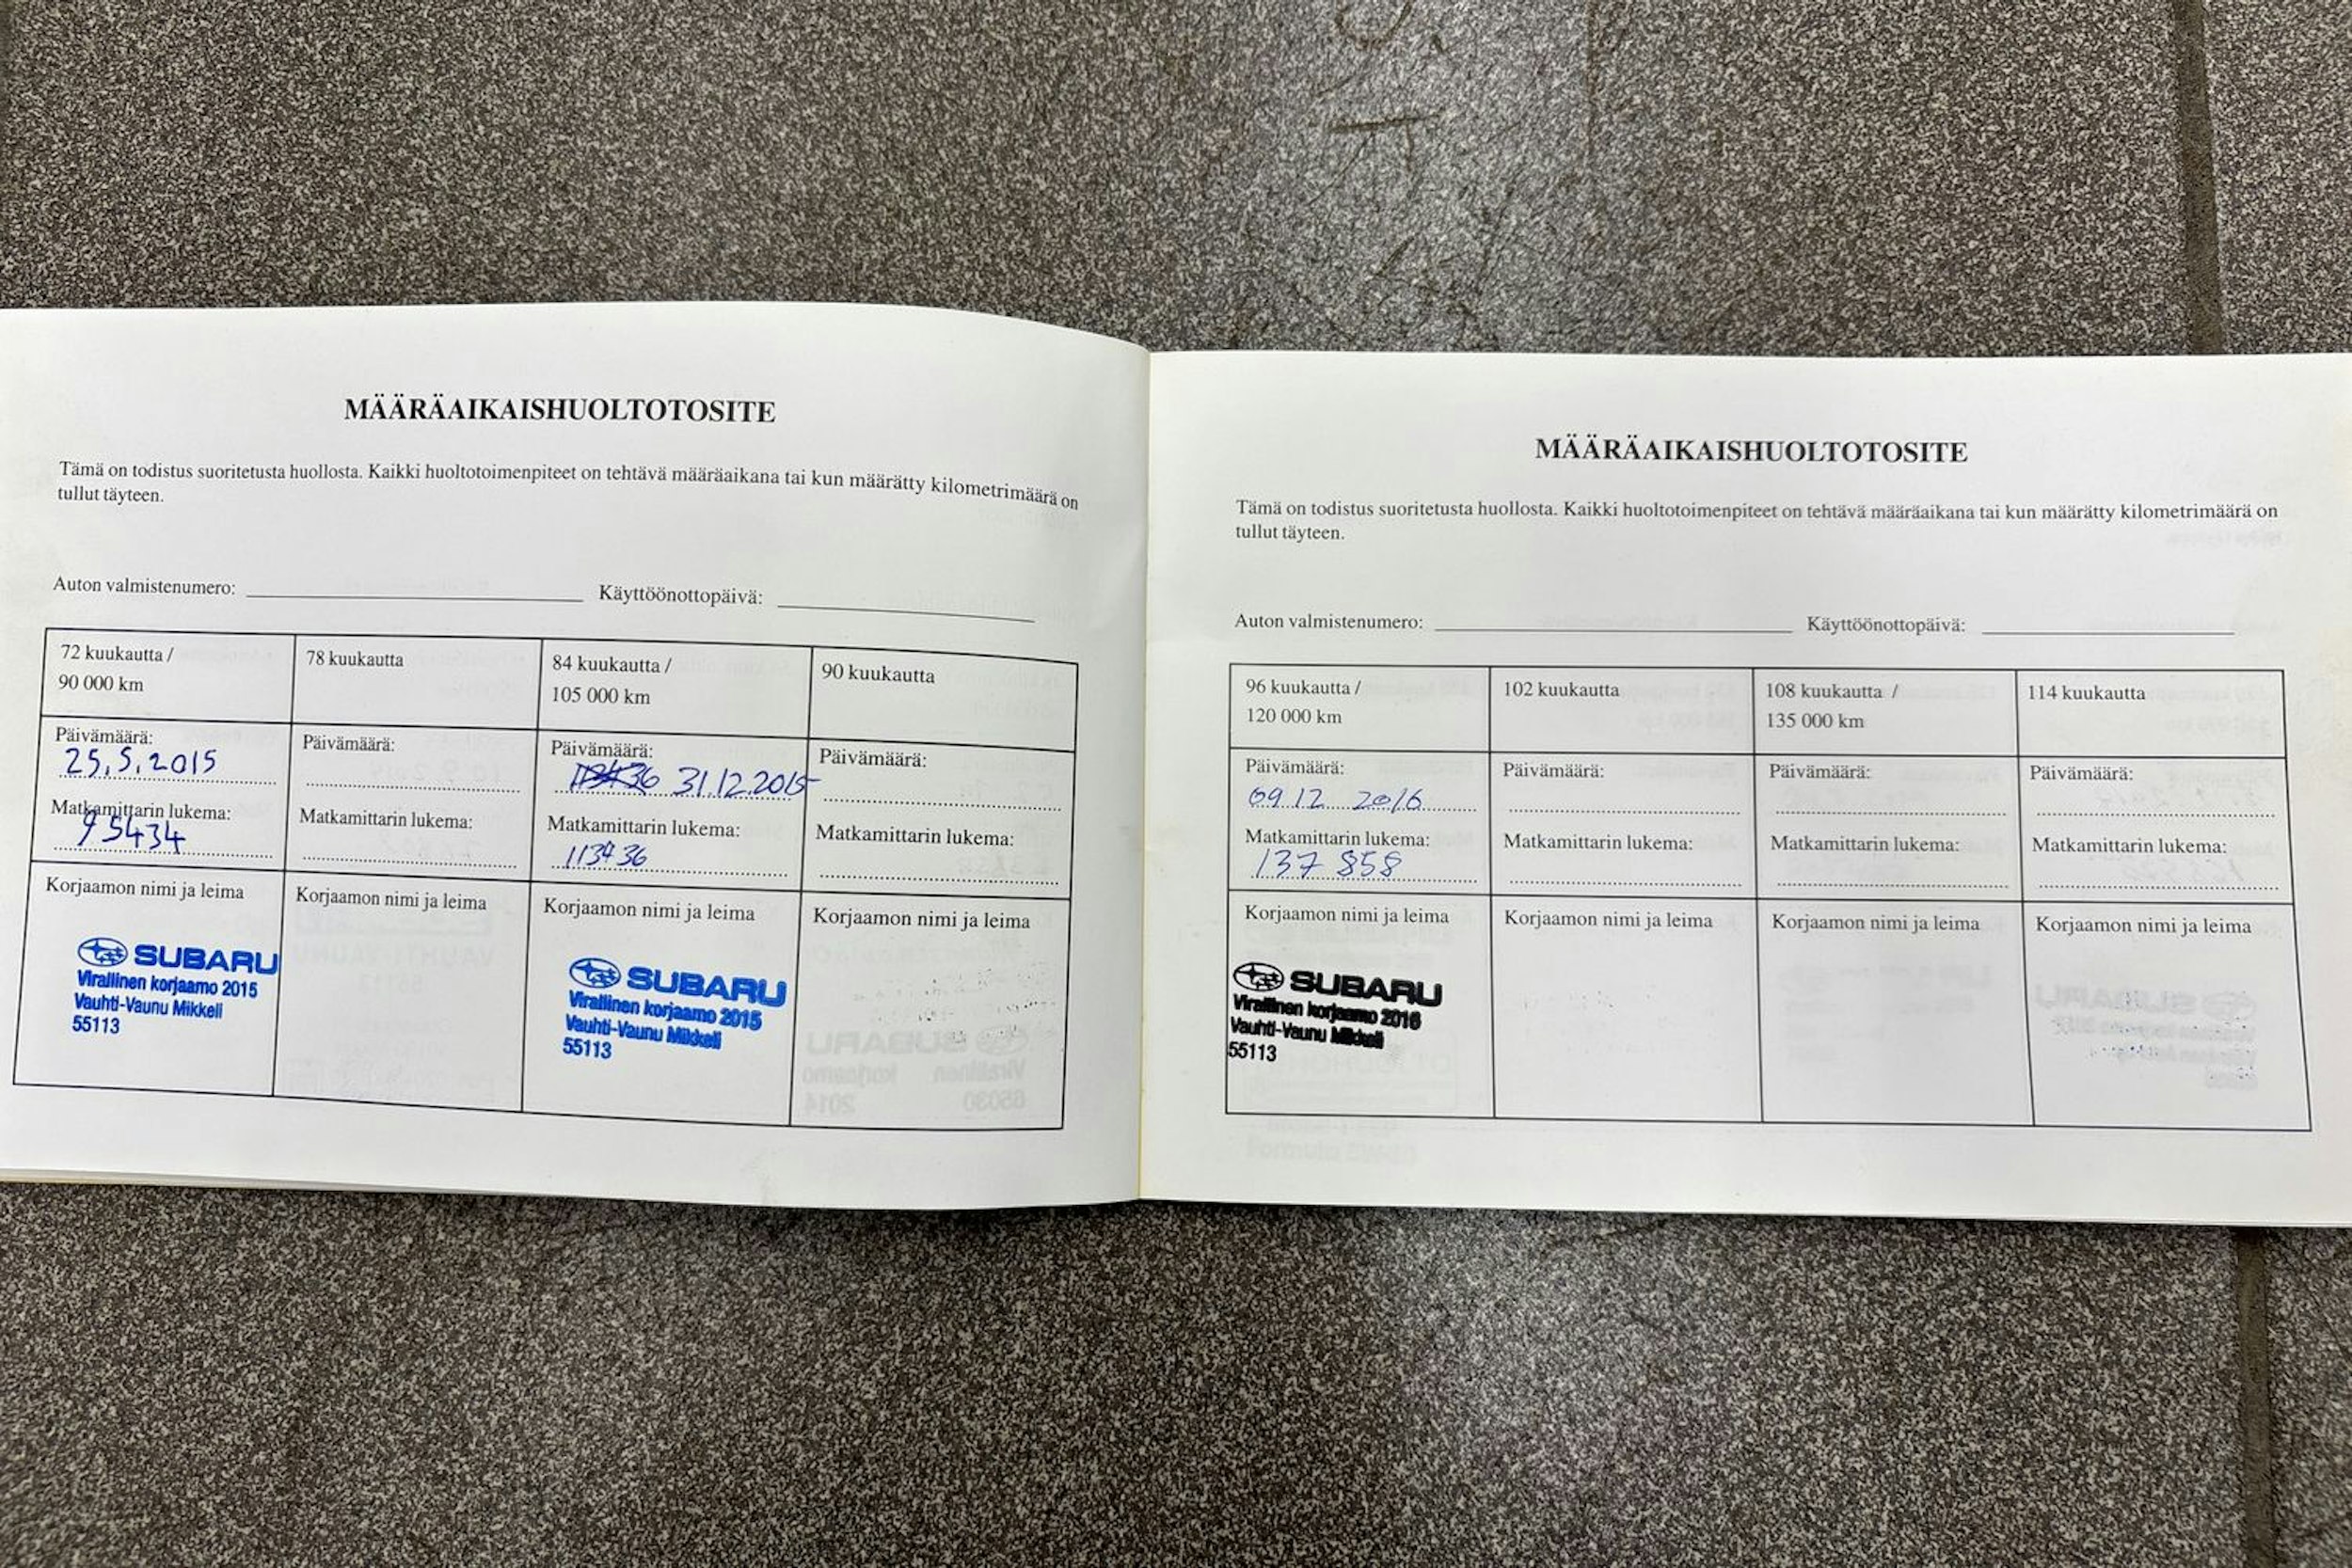 MÄÄRÄAIKAISHUOLTOTOSITE
Tämä on todistus suoritetusta huollosta. Kaikki huoltotoimenpiteet on tehtävä määräaikana tai kun määrätty kilometrimäärä on
tullut täyteen.
Auton valmistenumero: Käyttöönottopäivä:
72 kuukautta /
90 000 km
Päivämäärä:
25.5.2015
Matkamittarin lukema:
95434
Korjaamon nimi ja leima
SUBARU
Virallinen korjaamo 2015
Vauhti-Vaunu Mikkeli
55113
78 kuukautta
Päivämäärä:
Matkamittarin lukema:
Korjaamon nimi ja leima
84 kuukautta /
105 000 km
Päivämäärä:
31.12.2015
Matkamittarin lukema:
113436
Korjaamon nimi ja leima
SUBARU
Virallinen korjaamo 2015
Vauhti-Vaunu Mikkeli
55113
90 kuukautta
Päivämäärä:
Matkamittarin lukema:
Korjaamon nimi ja leima
MÄÄRÄAIKAISHUOLTOTOSITE
Tämä on todistus suoritetusta huollosta. Kaikki huoltotoimenpiteet on tehtävä määräaikana tai kun määrätty kilometrimäärä on
tullut täyteen.
Auton valmistenumero: Käyttöönottopäivä:
96 kuukautta /
120 000 km
Päivämäärä:
09 12 2016
Matkamittarin lukema:
137 858
Korjaamon nimi ja leima
SUBARU
Virallinen korjaamo 2016
Vauhti-Vaunu Mikkeli
55113
102 kuukautta
Päivämäärä:
Matkamittarin lukema:
Korjaamon nimi ja leima
108 kuukautta /
135 000 km
Päivämäärä:
Matkamittarin lukema:
Korjaamon nimi ja leima
114 kuukautta
Päivämäärä:
Matkamittarin lukema:
Korjaamon nimi ja leima